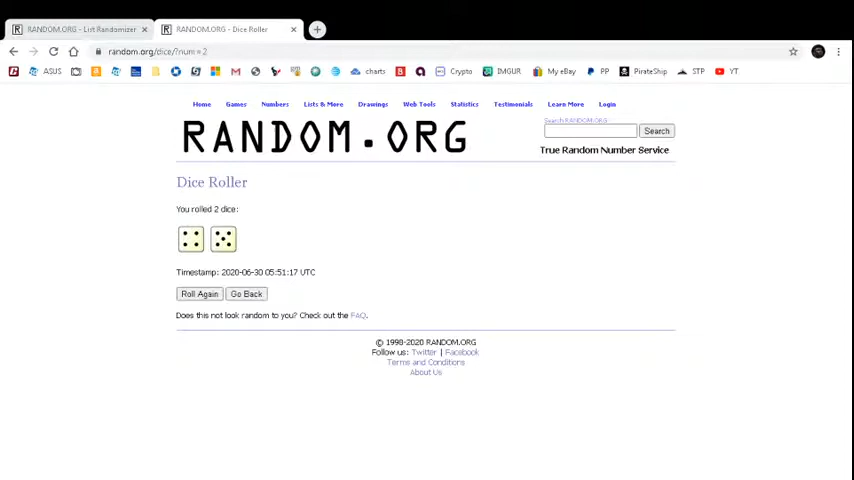 RANDOM.ORG - List Randomizer
RANDOM.ORG - Dice Roller
random.org/dice/?num=2
ASUS
charts
Crypto
IMGUR
My eBay
PP
PirateShip
STP
YT
Home Games Numbers Lists & More Drawings Web Tools Statistics Testimonials Learn More Login
RANDOM.ORG
Search RANDOM.ORG
Search
True Random Number Service
Dice Roller
You rolled 2 dice:
Timestamp: 2020-06-30 05:51:17 UTC
Roll Again Go Back
Does this not look random to you? Check out the FAQ.
© 1998-2020 RANDOM.ORG
Follow us: Twitter | Facebook
Terms and Conditions
About Us